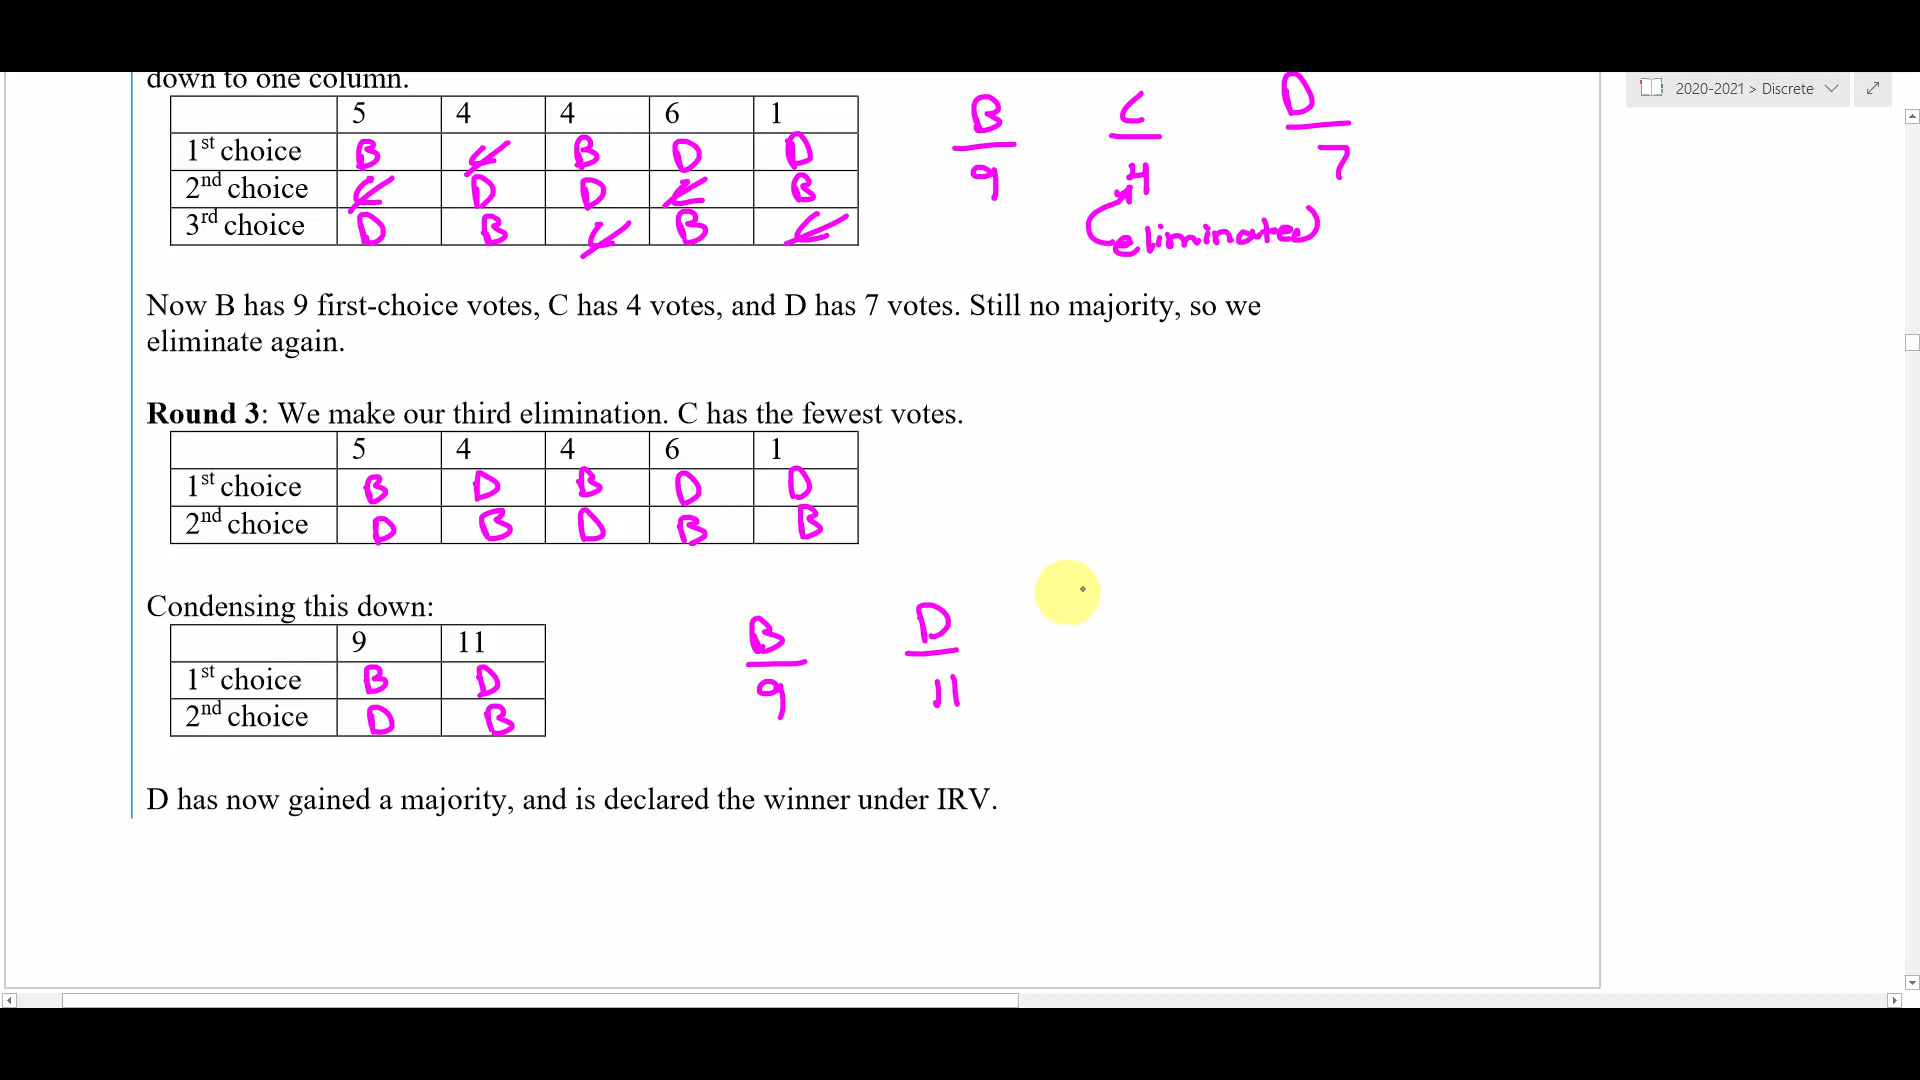 down to one column.
5 4 4 6 1
1st choice B C B D D
2nd choice C D D C B
3rd choice D B C B C
B C D
9 4 7
eliminated
2020-2021 > Discrete
Now B has 9 first-choice votes, C has 4 votes, and D has 7 votes. Still no majority, so we
eliminate again.
Round 3: We make our third elimination. C has the fewest votes.
5 4 4 6 1
1st choice B D B D D
2nd choice D B D B B
Condensing this down:
9 11
1st choice B D
2nd choice D B
B D
9 11
D has now gained a majority, and is declared the winner under IRV.